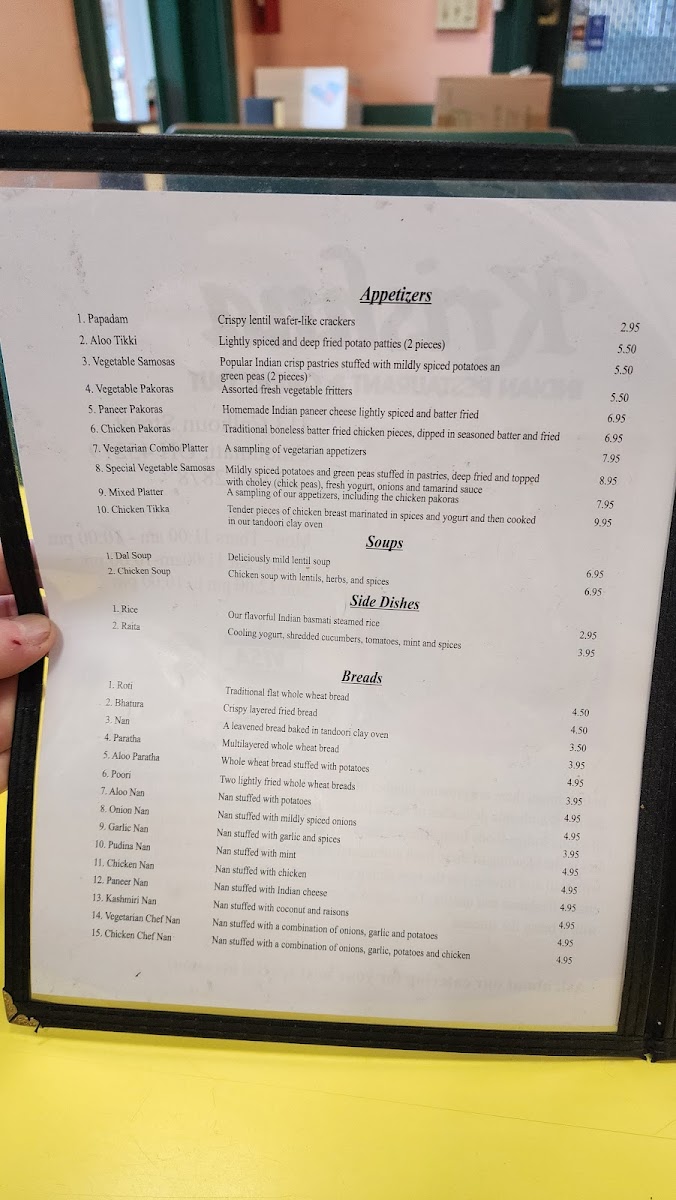 Appetizers
1. Papadam Crispy lentil wafer-like crackers 2.95
2. Aloo Tikki Lightly spiced and deep fried potato patties (2 pieces) 5.50
3. Vegetable Samosas Popular Indian crisp pastries stuffed with mildly spiced potatoes an 5.50
green peas (2 pieces)
4. Vegetable Pakoras Assorted fresh vegetable fritters 5.50
5. Paneer Pakoras Homemade Indian paneer cheese lightly spiced and batter fried 6.95
6. Chicken Pakoras Traditional boneless batter fried chicken pieces, dipped in seasoned batter and fried 6.95
7. Vegetarian Combo Platter A sampling of vegetarian appetizers 7.95
8. Special Vegetable Samosas Mildly spiced potatoes and green peas stuffed in pastries, deep fried and topped 8.95
with choley (chick peas), fresh yogurt, onions and tamarind sauce
9. Mixed Platter A sampling of our appetizers, including the chicken pakoras 7.95
10. Chicken Tikka Tender pieces of chicken breast marinated in spices and yogurt and then cooked 9.95
in our tandoori clay oven
Soups
1. Dal Soup Deliciously mild lentil soup 6.95
2. Chicken Soup Chicken soup with lentils, herbs, and spices 6.95
Side Dishes
1. Rice Our flavorful Indian basmati steamed rice 2.95
2. Raita Cooling yogurt, shredded cucumbers, tomatoes, mint and spices 3.95
Breads
1. Roti Traditional flat whole wheat bread 4.50
2. Bhatura Crispy layered fried bread 4.50
3. Nan A leavened bread baked in tandoori clay oven 3.50
4. Paratha Multilayered whole wheat bread 3.95
5. Aloo Paratha Whole wheat bread stuffed with potatoes 4.95
6. Poori Two lightly fried whole wheat breads 3.95
7. Aloo Nan Nan stuffed with potatoes 4.95
8. Onion Nan Nan stuffed with mildly spiced onions 4.95
9. Garlic Nan Nan stuffed with garlic and spices 3.95
10. Pudina Nan Nan stuffed with mint 4.95
11. Chicken Nan Nan stuffed with chicken 4.95
12. Paneer Nan Nan stuffed with Indian cheese 4.95
13. Kashmiri Nan Nan stuffed with coconut and raisons 4.95
14. Vegetarian Chef Nan Nan stuffed with a combination of onions, garlic and potatoes 4.95
15. Chicken Chef Nan Nan stuffed with a combination of onions, garlic, potatoes and chicken 4.95